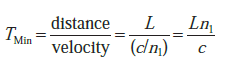 T_Min = distance/velocity = L/(c/n₁) = Ln₁/c